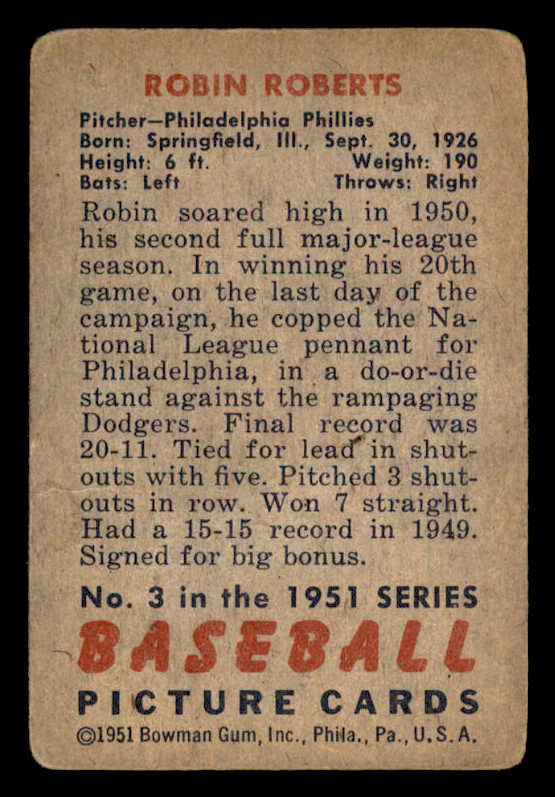 ROBIN ROBERTS
Pitcher—Philadelphia Phillies
Born: Springfield, Ill., Sept. 30, 1926
Height: 6 ft. Weight: 190
Bats: Left Throws: Right
Robin soared high in 1950,
his second full major-league
season. In winning his 20th
game, on the last day of the
campaign, he copped the Na-
tional League pennant for
Philadelphia, in a do-or-die
stand against the rampaging
Dodgers. Final record was
20-11. Tied for lead in shut-
outs with five. Pitched 3 shut-
outs in row. Won 7 straight.
Had a 15-15 record in 1949.
Signed for big bonus.
No. 3 in the 1951 SERIES
BASEBALL
PICTURE CARDS
©1951 Bowman Gum, Inc., Phila., Pa., U.S.A.